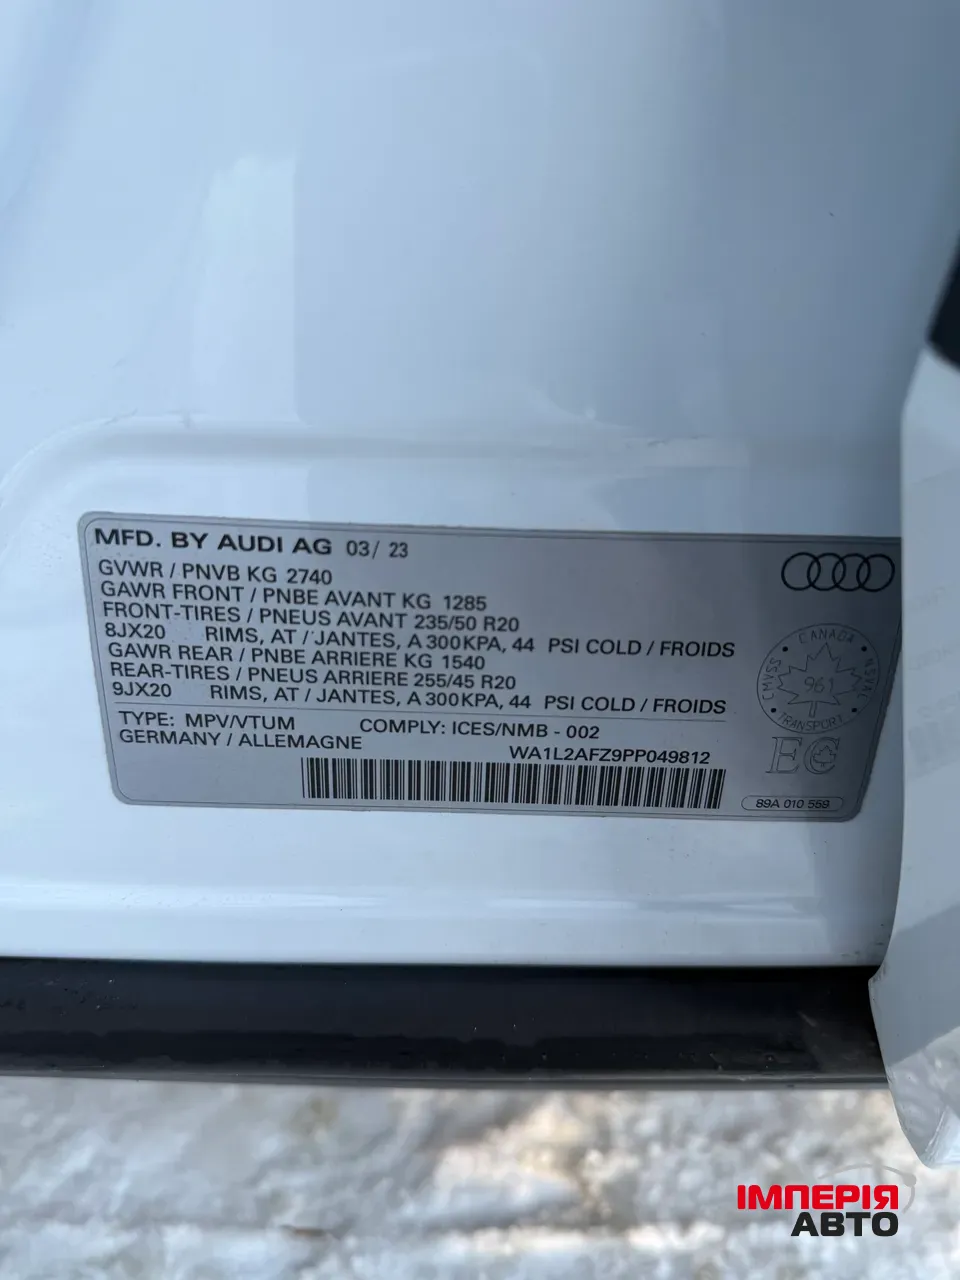 MFD. BY AUDI AG 03/ 23
GVWR / PNVB KG 2740
GAWR FRONT / PNBE AVANT KG 1285
FRONT-TIRES / PNEUS AVANT 235/50 R20
8JX20 RIMS, AT / JANTES, A 300KPA, 44 PSI COLD / FROIDS
GAWR REAR / PNBE ARRIERE KG 1540
REAR-TIRES / PNEUS ARRIERE 255/45 R20
9JX20 RIMS, AT / JANTES, A 300KPA, 44 PSI COLD / FROIDS
CANADA
CMVSS
NSVAC
961
TRANSPORT
TYPE: MPV/VTUM COMPLY: ICES/NMB - 002
GERMANY / ALLEMAGNE
WA1L2AFZ9PP049812
EC
89A 010 559
ІМПЕРІЯ
АВТО